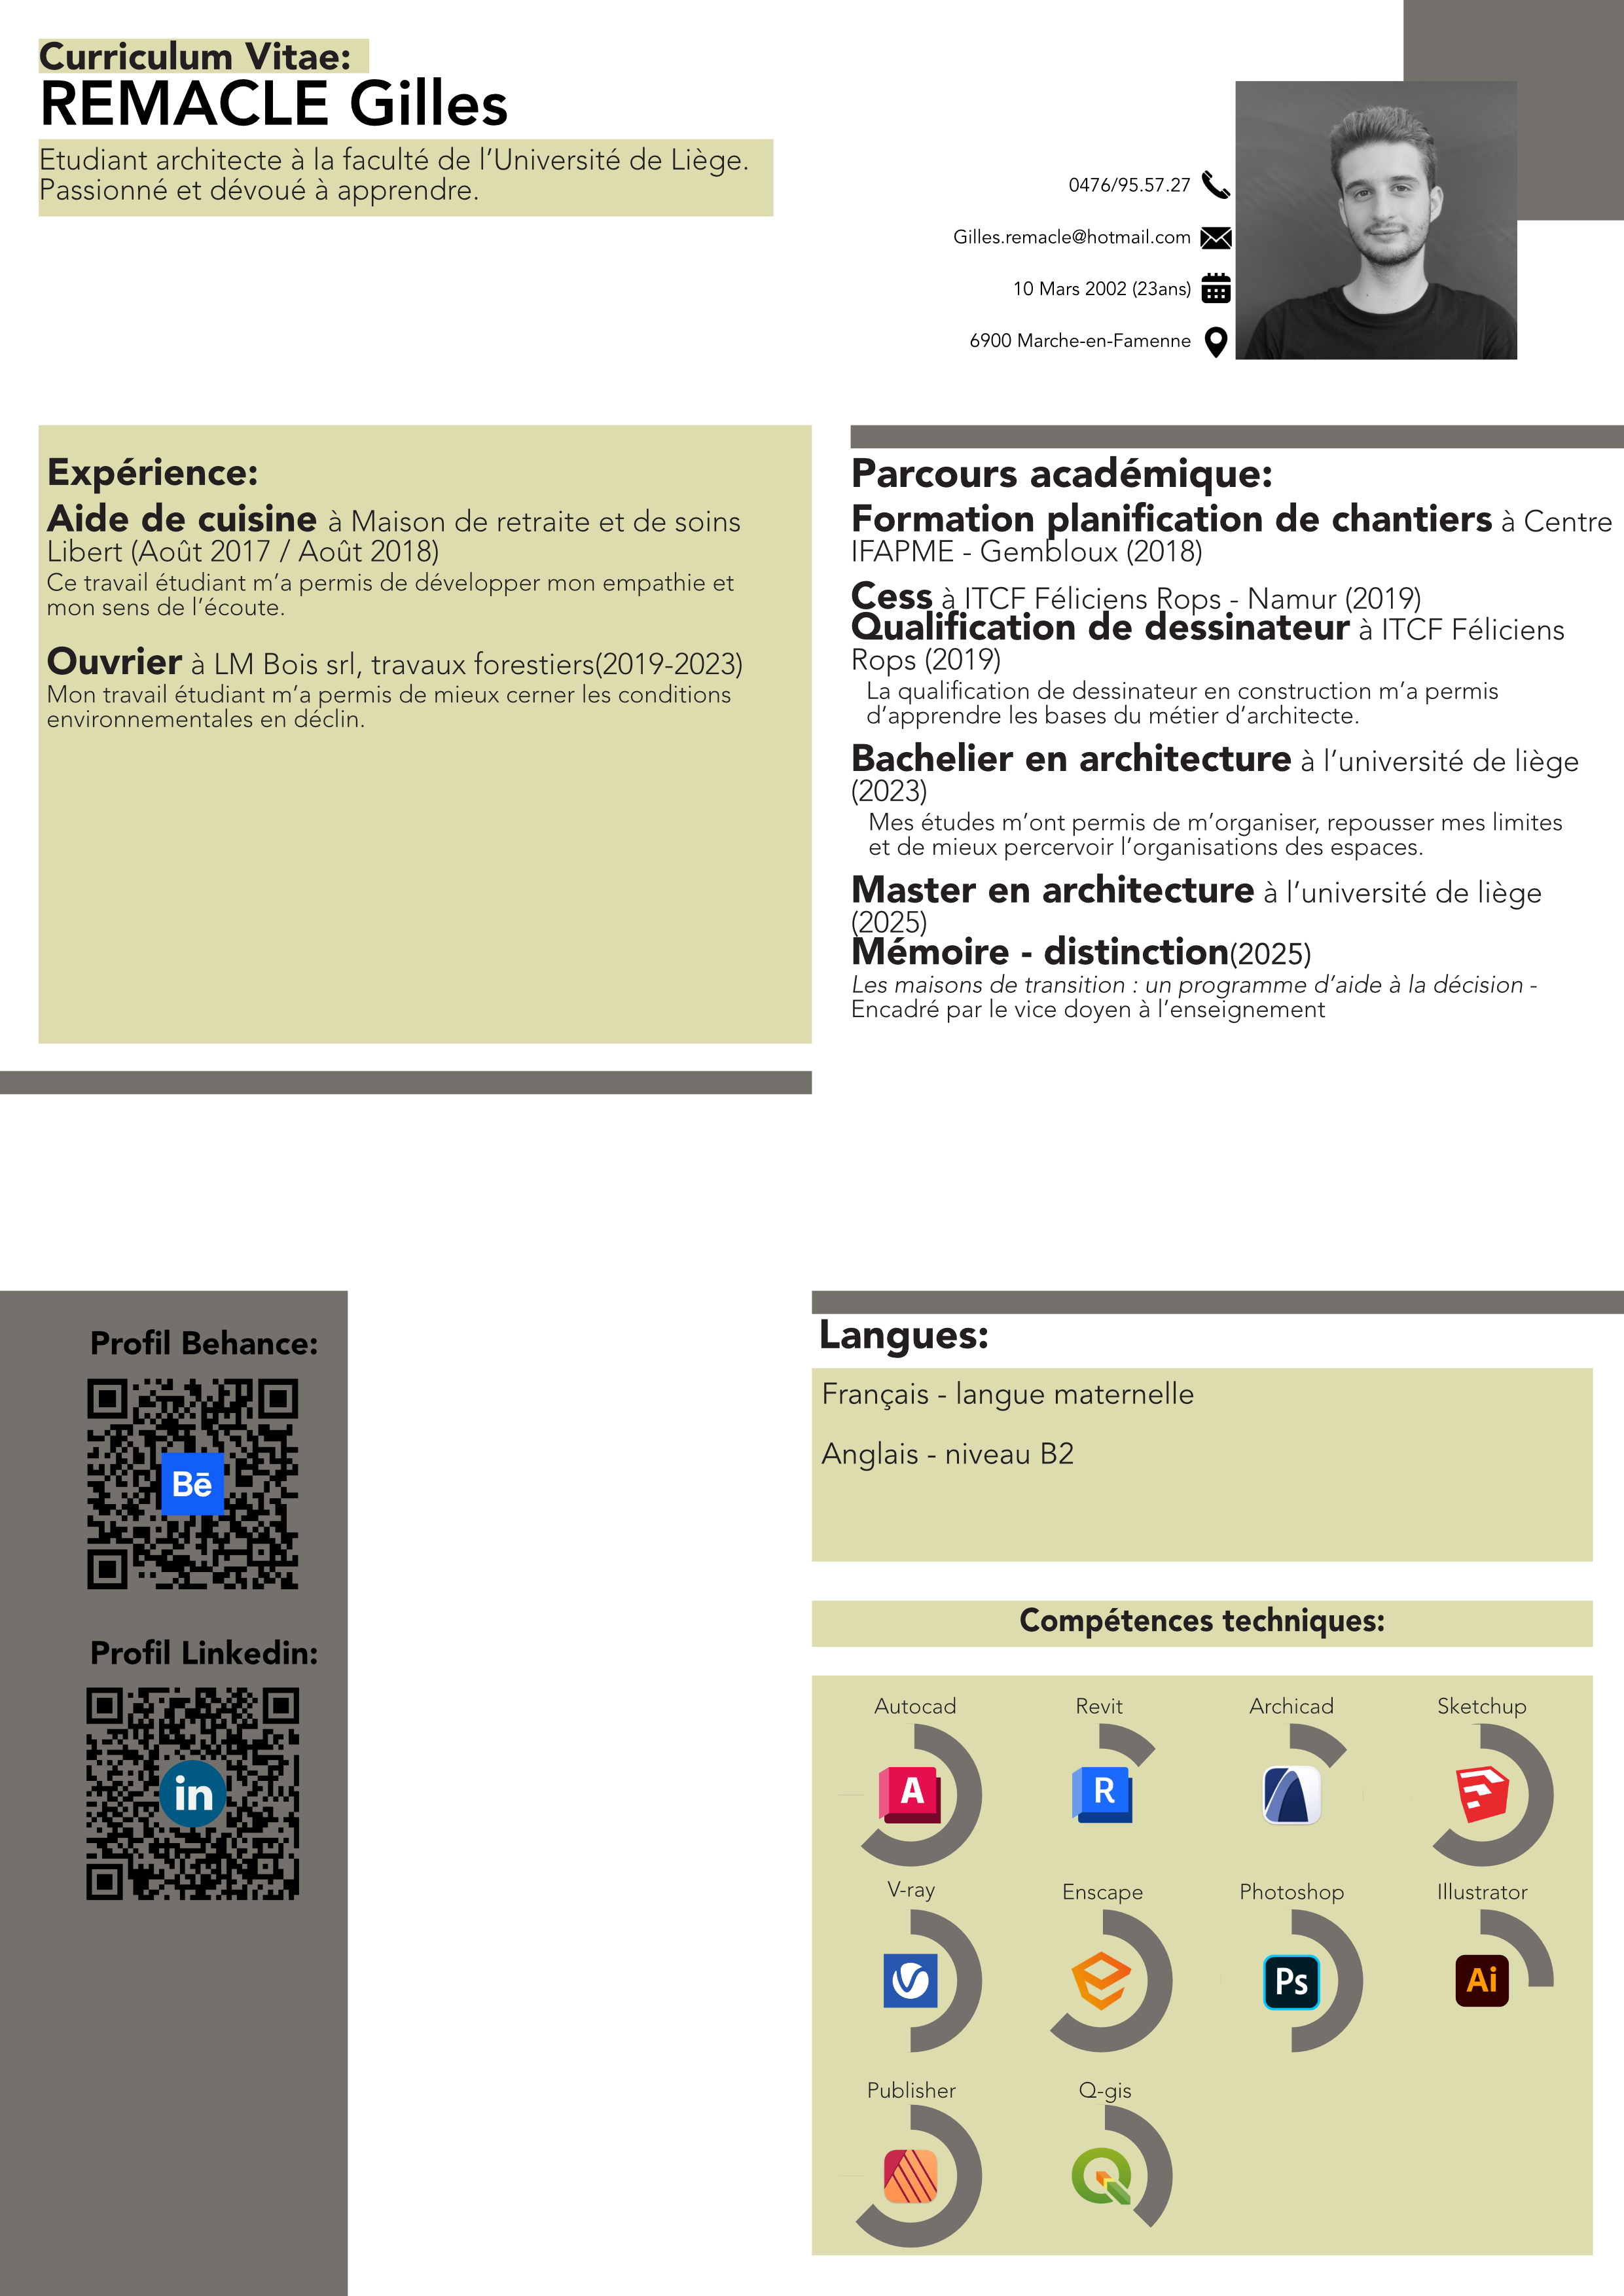 Curriculum Vitae:
REMACLE Gilles
Etudiant architecte à la faculté de l’Université de Liège.
Passionné et dévoué à apprendre.
0476/95.57.27
Gilles.remacle@hotmail.com
10 Mars 2002 (23ans)
6900 Marche-en-Famenne
Expérience:
Aide de cuisine à Maison de retraite et de soins
Libert (Août 2017 / Août 2018)
Ce travail étudiant m’a permis de développer mon empathie et
mon sens de l’écoute.
Ouvrier à LM Bois srl, travaux forestiers(2019-2023)
Mon travail étudiant m’a permis de mieux cerner les conditions
environnementales en déclin.
Parcours académique:
Formation planification de chantiers à Centre
IFAPME - Gembloux (2018)
Cess à ITCF Féliciens Rops - Namur (2019)
Qualification de dessinateur à ITCF Féliciens
Rops (2019)
La qualification de dessinateur en construction m’a permis
d’apprendre les bases du métier d’architecte.
Bachelier en architecture à l’université de liège
(2023)
Mes études m’ont permis de m’organiser, repousser mes limites
et de mieux percervoir l’organisations des espaces.
Master en architecture à l’université de liège
(2025)
Mémoire - distinction(2025)
Les maisons de transition : un programme d’aide à la décision -
Encadré par le vice doyen à l’enseignement
Profil Behance:
Bē
Profil Linkedin:
in
Langues:
Français - langue maternelle
Anglais - niveau B2
Compétences techniques:
Autocad Revit Archicad Sketchup
A R
V-ray Enscape Photoshop Illustrator
Ps Ai
Publisher Q-gis